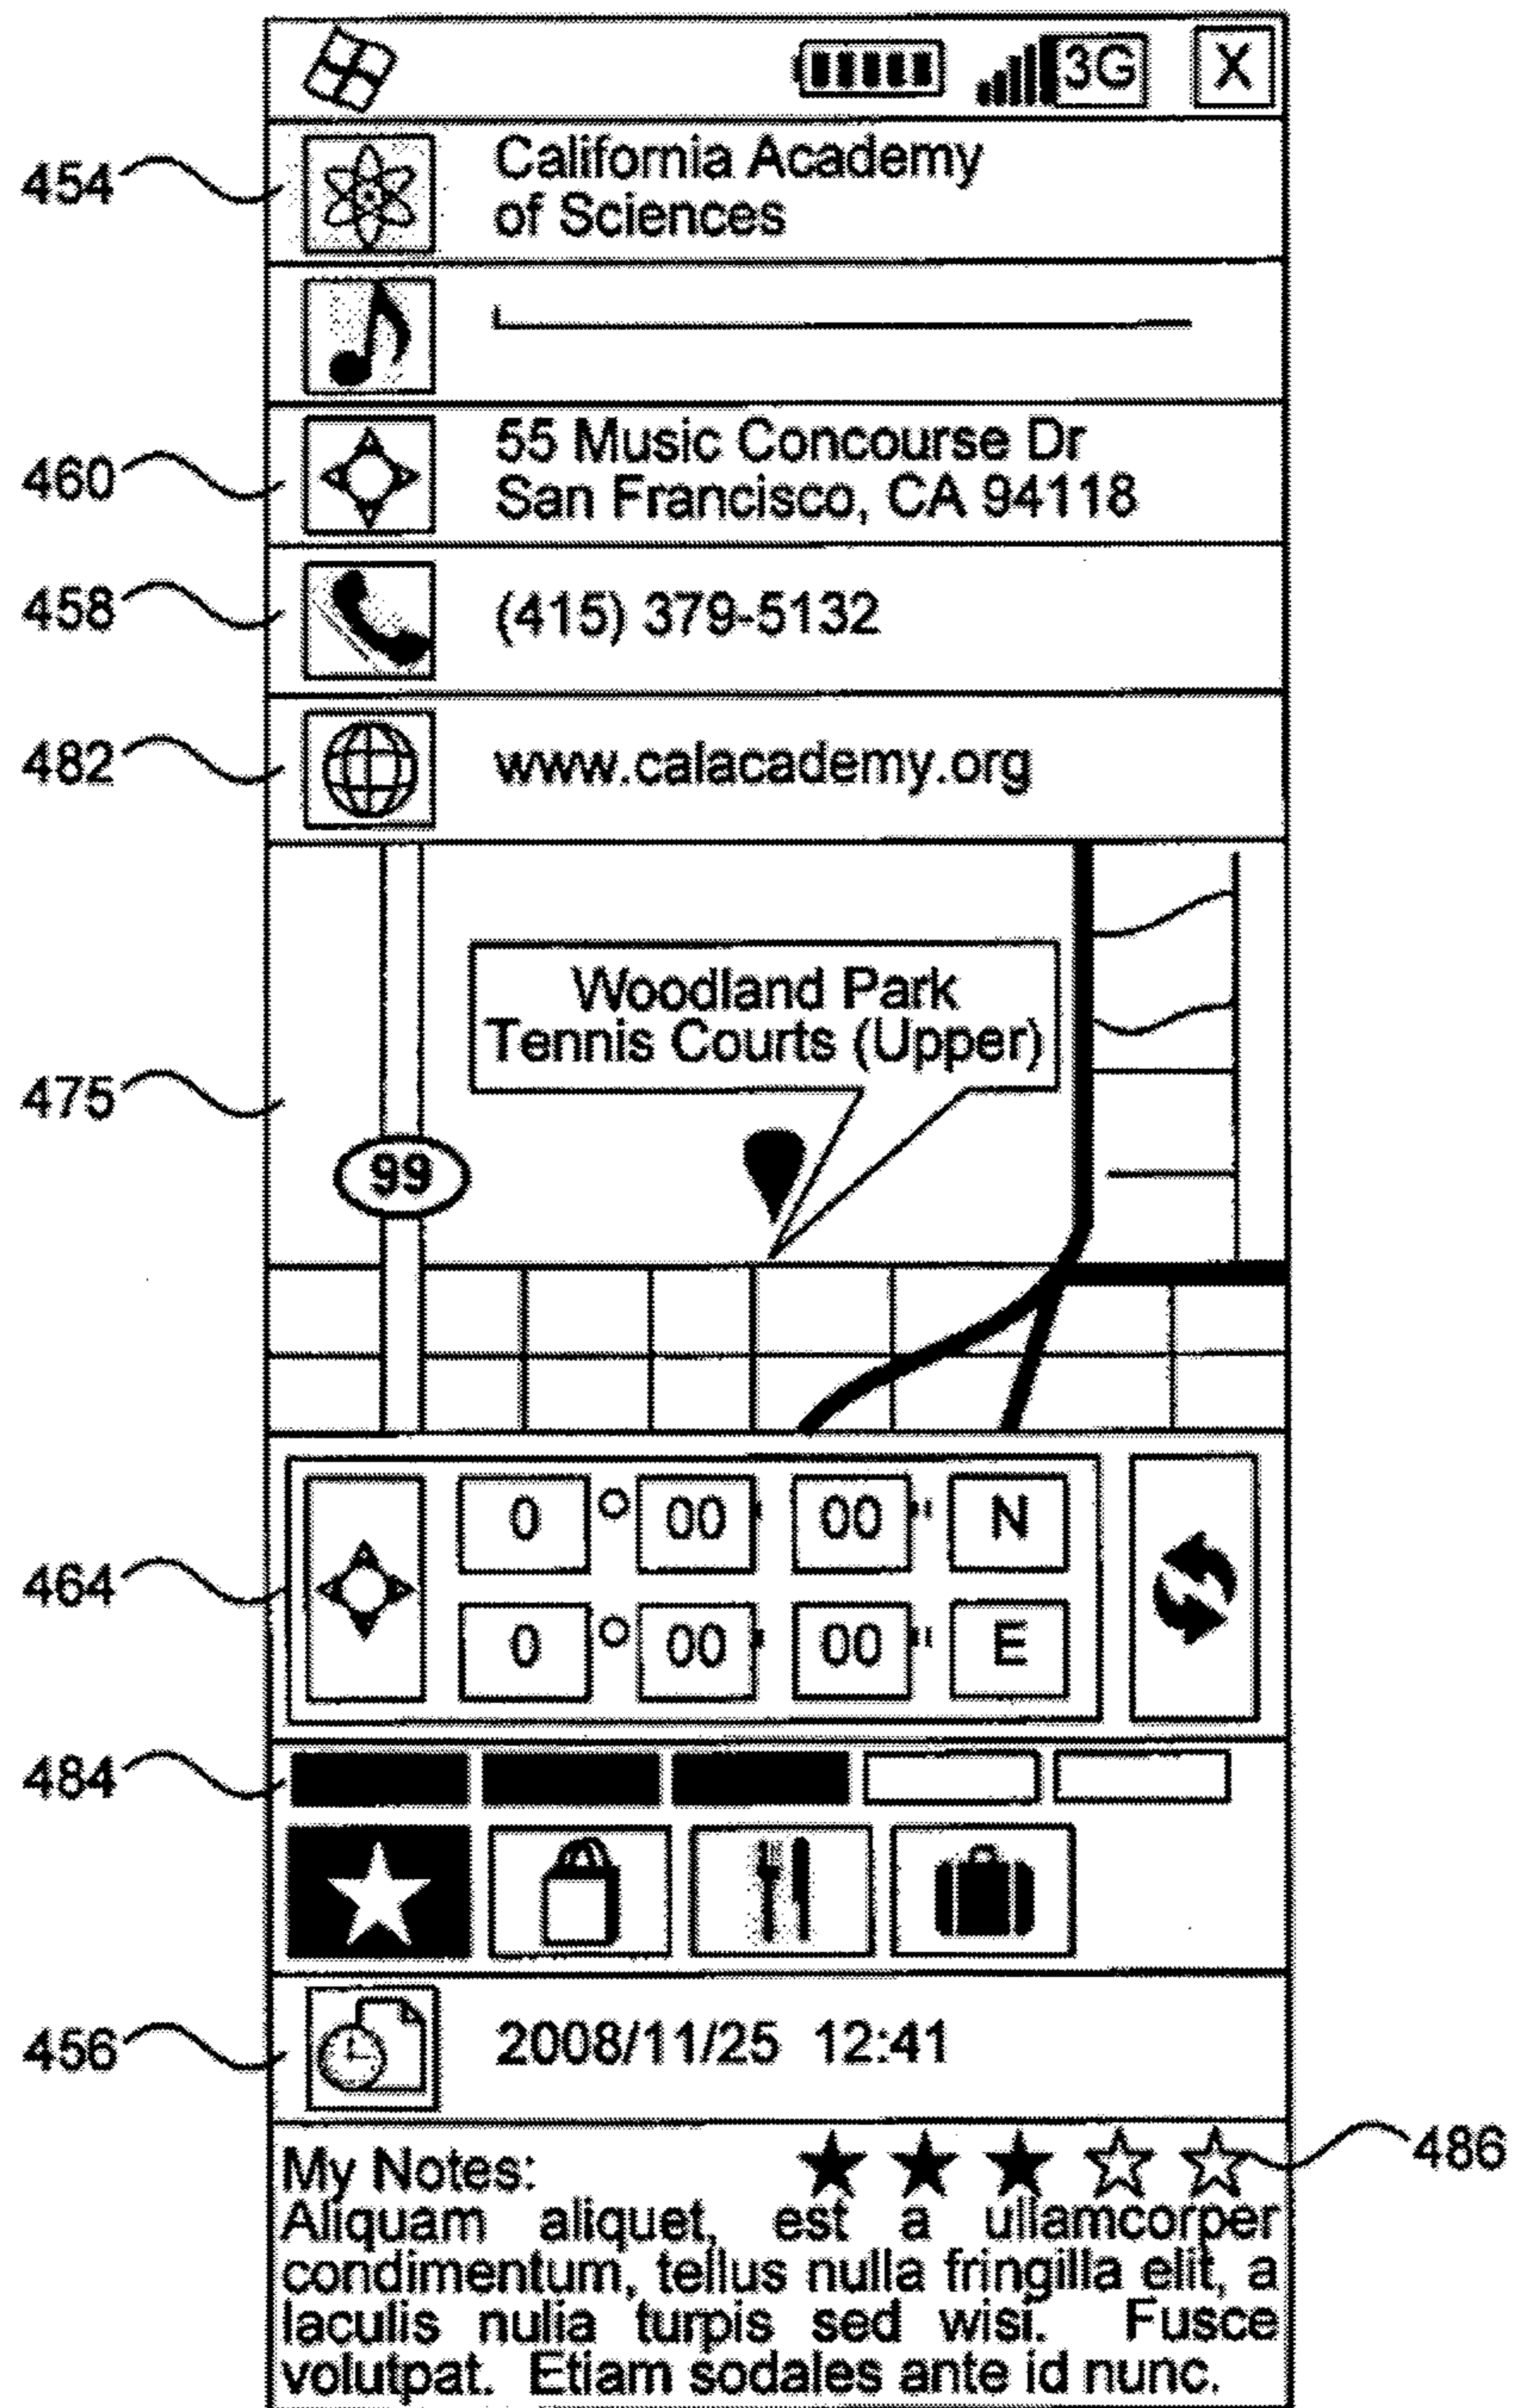 3G X
454
California Academy
of Sciences
460
55 Music Concourse Dr
San Francisco, CA 94118
458
(415) 379-5132
482
www.calacademy.org
475
Woodland Park
Tennis Courts (Upper)
99
464
0 ° 00 ' 00 " N
0 ° 00 ' 00 " E
484
456
2008/11/25 12:41
486
My Notes:
Aliquam aliquet, est a ullamcorper
condimentum, tellus nulla fringilla elit, a
laculis nulia turpis sed wisi. Fusce
volutpat. Etiam sodales ante id nunc.